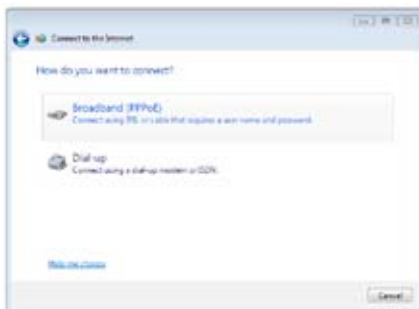 Connect to the Internet
How do you want to connect?
Broadband (PPPoE)
Connect using DSL or cable that requires a user name and password.
Dial-up
Connect using a dial-up modem or ISDN.
Help me choose
Cancel